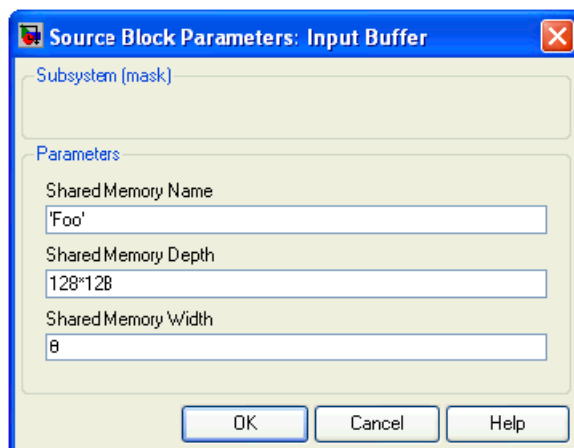 Source Block Parameters: Input Buffer
Subsystem (mask)
Parameters
Shared Memory Name
'Foo'
Shared Memory Depth
128*128
Shared Memory Width
8
OK Cancel Help